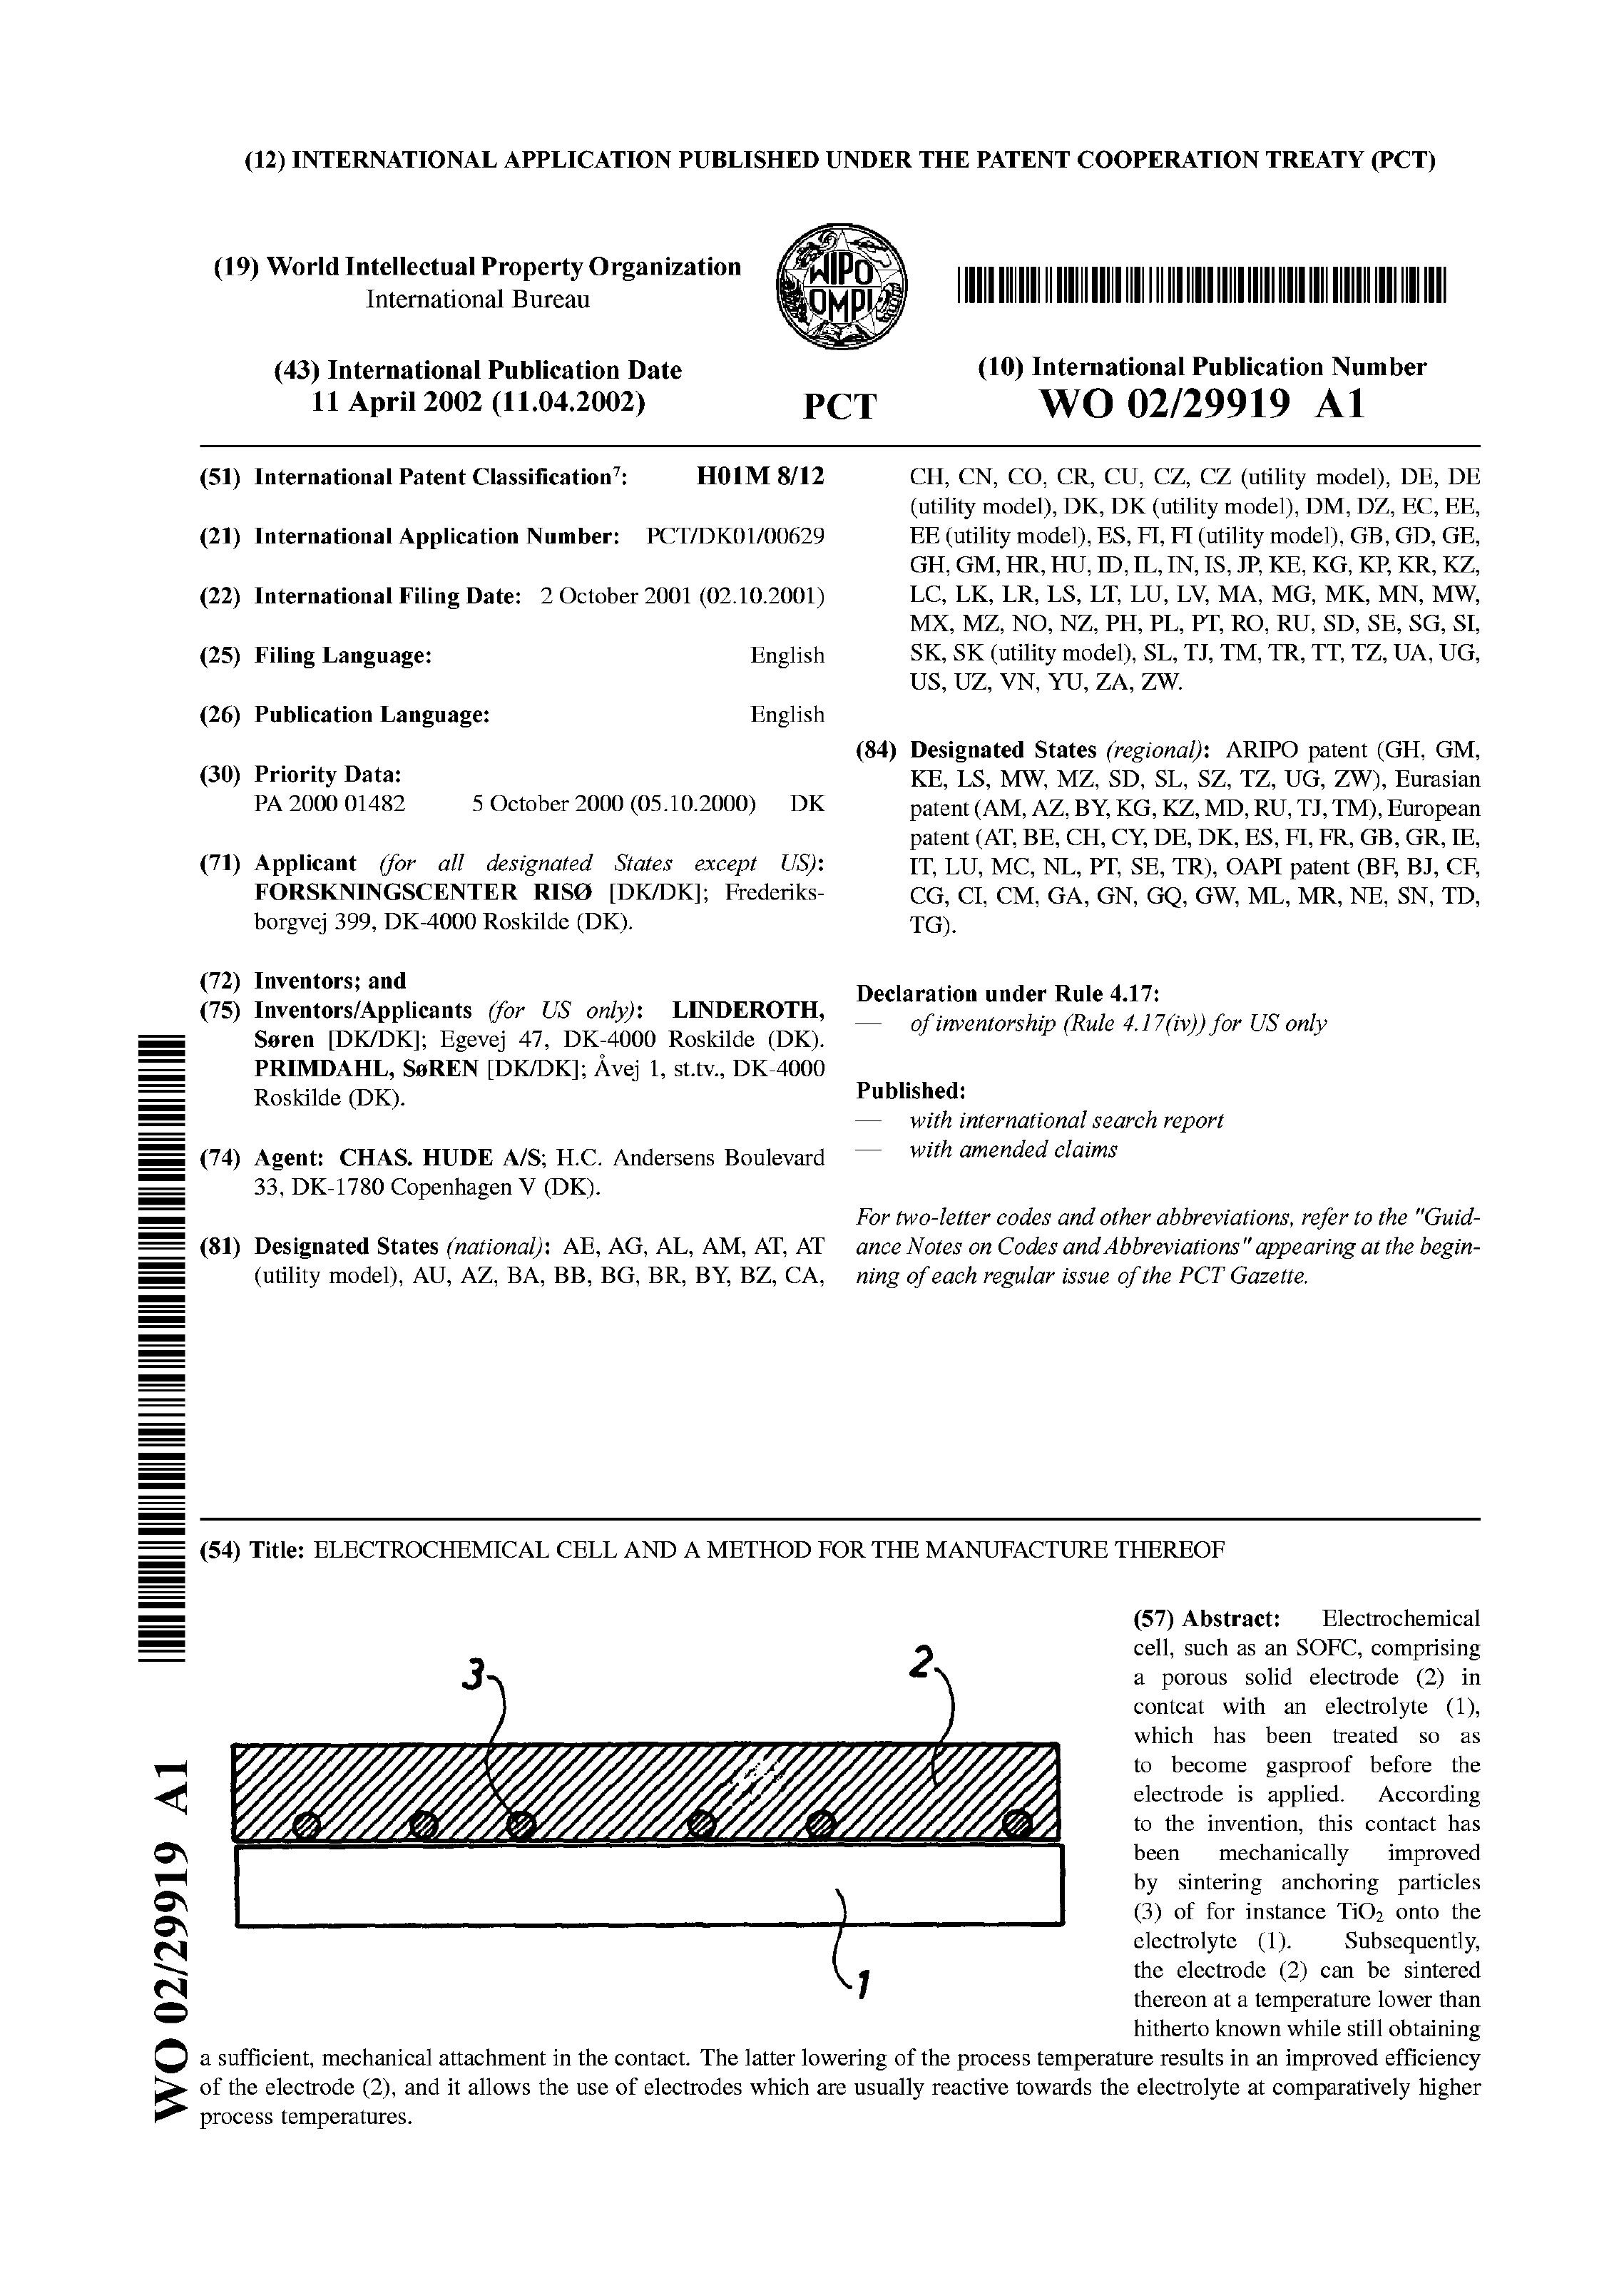 (12) INTERNATIONAL APPLICATION PUBLISHED UNDER THE PATENT COOPERATION TREATY (PCT)
(19) World Intellectual Property Organization
International Bureau
WIPO
OMPI
(43) International Publication Date
11 April 2002 (11.04.2002)
PCT
(10) International Publication Number
WO 02/29919 A1
(51) International Patent Classification7: H01M 8/12
(21) International Application Number: PCT/DK01/00629
(22) International Filing Date: 2 October 2001 (02.10.2001)
(25) Filing Language: English
(26) Publication Language: English
(30) Priority Data:
PA 2000 01482 5 October 2000 (05.10.2000) DK
(71) Applicant (for all designated States except US):
FORSKNINGSCENTER RISØ [DK/DK]; Frederiks-
borgvej 399, DK-4000 Roskilde (DK).
(72) Inventors; and
(75) Inventors/Applicants (for US only): LINDEROTH,
Søren [DK/DK]; Egevej 47, DK-4000 Roskilde (DK).
PRIMDAHL, SøREN [DK/DK]; Åvej 1, st.tv., DK-4000
Roskilde (DK).
(74) Agent: CHAS. HUDE A/S; H.C. Andersens Boulevard
33, DK-1780 Copenhagen V (DK).
(81) Designated States (national): AE, AG, AL, AM, AT, AT
(utility model), AU, AZ, BA, BB, BG, BR, BY, BZ, CA,
CH, CN, CO, CR, CU, CZ, CZ (utility model), DE, DE
(utility model), DK, DK (utility model), DM, DZ, EC, EE,
EE (utility model), ES, FI, FI (utility model), GB, GD, GE,
GH, GM, HR, HU, ID, IL, IN, IS, JP, KE, KG, KP, KR, KZ,
LC, LK, LR, LS, LT, LU, LV, MA, MG, MK, MN, MW,
MX, MZ, NO, NZ, PH, PL, PT, RO, RU, SD, SE, SG, SI,
SK, SK (utility model), SL, TJ, TM, TR, TT, TZ, UA, UG,
US, UZ, VN, YU, ZA, ZW.
(84) Designated States (regional): ARIPO patent (GH, GM,
KE, LS, MW, MZ, SD, SL, SZ, TZ, UG, ZW), Eurasian
patent (AM, AZ, BY, KG, KZ, MD, RU, TJ, TM), European
patent (AT, BE, CH, CY, DE, DK, ES, FI, FR, GB, GR, IE,
IT, LU, MC, NL, PT, SE, TR), OAPI patent (BF, BJ, CF,
CG, CI, CM, GA, GN, GQ, GW, ML, MR, NE, SN, TD,
TG).
Declaration under Rule 4.17:
— of inventorship (Rule 4.17(iv)) for US only
Published:
— with international search report
— with amended claims
For two-letter codes and other abbreviations, refer to the "Guid-
ance Notes on Codes and Abbreviations" appearing at the begin-
ning of each regular issue of the PCT Gazette.
(54) Title: ELECTROCHEMICAL CELL AND A METHOD FOR THE MANUFACTURE THEREOF
3
2
1
(57) Abstract: Electrochemical
cell, such as an SOFC, comprising
a porous solid electrode (2) in
contcat with an electrolyte (1),
which has been treated so as
to become gasproof before the
electrode is applied. According
to the invention, this contact has
been mechanically improved
by sintering anchoring particles
(3) of for instance TiO2 onto the
electrolyte (1). Subsequently,
the electrode (2) can be sintered
thereon at a temperature lower than
hitherto known while still obtaining
a sufficient, mechanical attachment in the contact. The latter lowering of the process temperature results in an improved efficiency
of the electrode (2), and it allows the use of electrodes which are usually reactive towards the electrolyte at comparatively higher
process temperatures.
WO 02/29919 A1